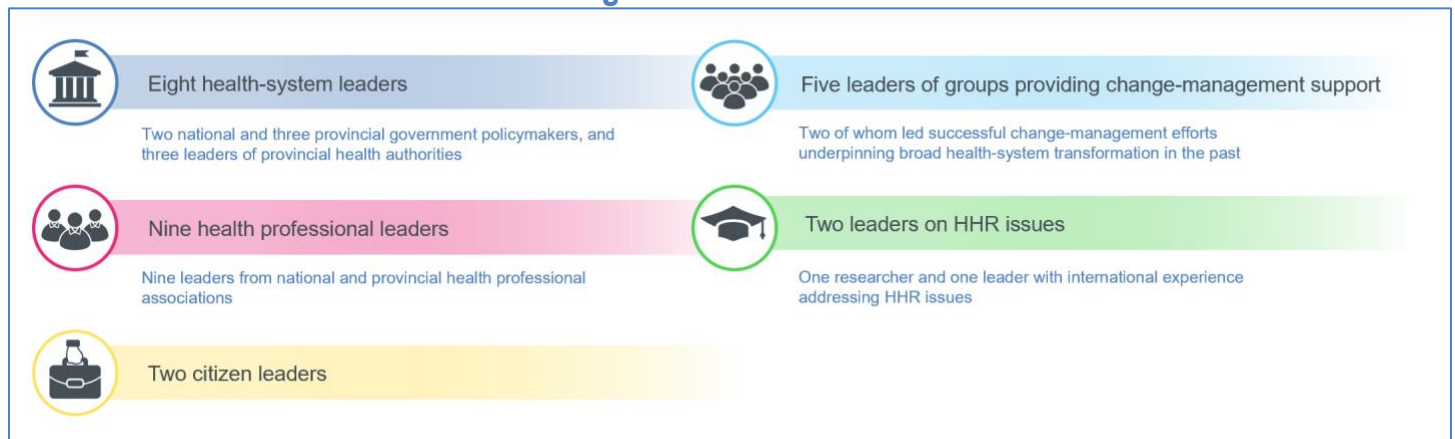 Eight health-system leaders
Two national and three provincial government policymakers, and
three leaders of provincial health authorities
Nine health professional leaders
Nine leaders from national and provincial health professional
associations
Two citizen leaders
Five leaders of groups providing change-management support
Two of whom led successful change-management efforts
underpinning broad health-system transformation in the past
Two leaders on HHR issues
One researcher and one leader with international experience
addressing HHR issues